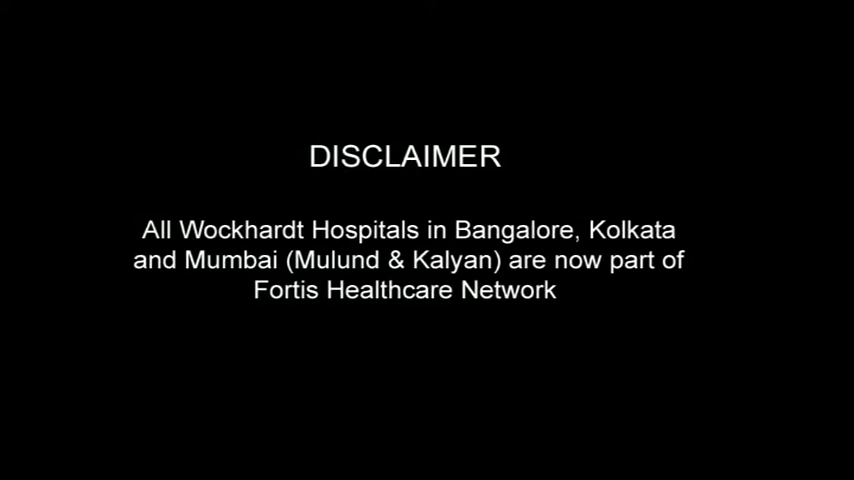 DISCLAIMER
All Wockhardt Hospitals in Bangalore, Kolkata
and Mumbai (Mulund & Kalyan) are now part of
Fortis Healthcare Network